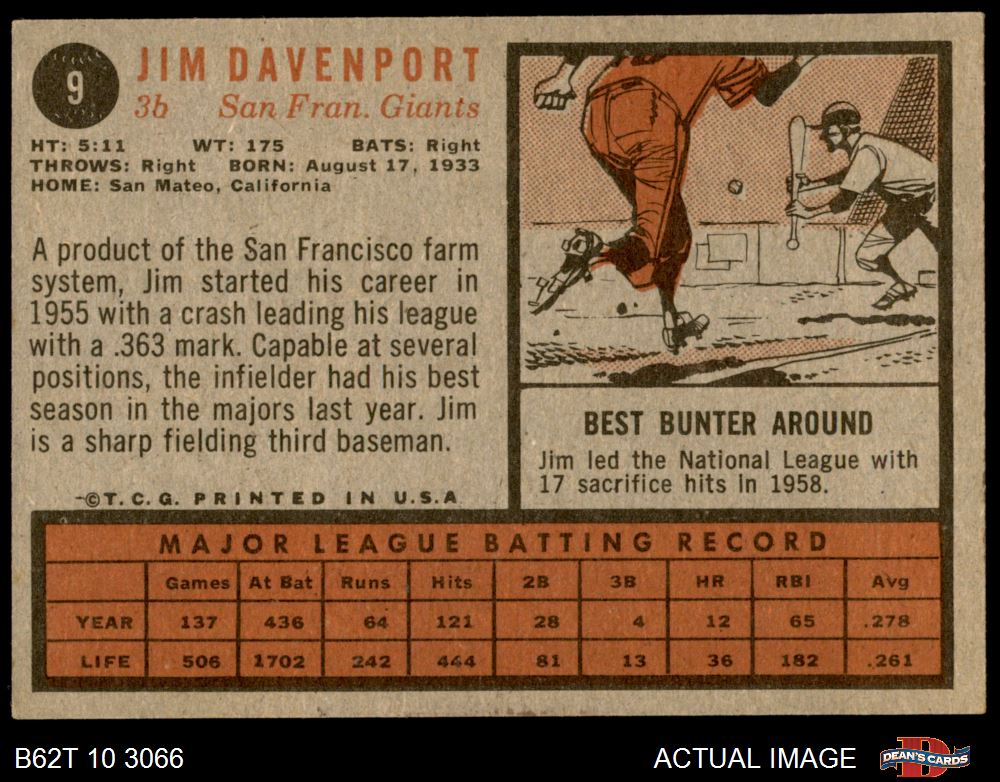 9
JIM DAVENPORT
3b San Fran. Giants
HT: 5:11 WT: 175 BATS: Right
THROWS: Right BORN: August 17, 1933
HOME: San Mateo, California
A product of the San Francisco farm
system, Jim started his career in
1955 with a crash leading his league
with a .363 mark. Capable at several
positions, the infielder had his best
season in the majors last year. Jim
is a sharp fielding third baseman.
©T.C.G. PRINTED IN U.S.A
BEST BUNTER AROUND
Jim led the National League with
17 sacrifice hits in 1958.
MAJOR LEAGUE BATTING RECORD
Games At Bat Runs Hits 2B 3B HR RBI Avg
YEAR 137 436 64 121 28 4 12 65 .278
LIFE 506 1702 242 444 81 13 36 182 .261
B62T 10 3066
ACTUAL IMAGE
DEAN'S CARDS